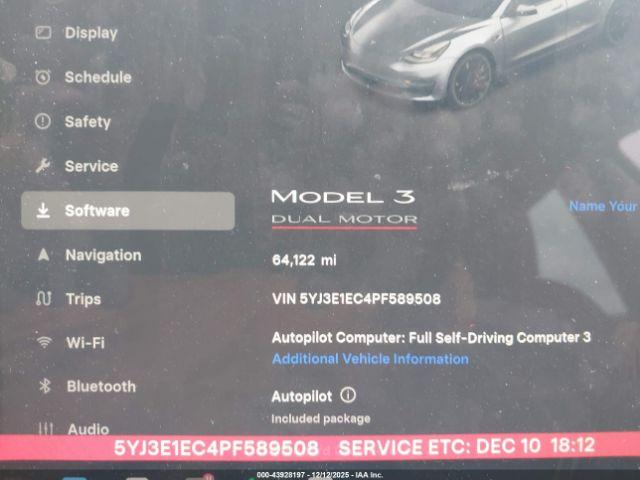 Display
Schedule
Safety
Service
Software
Navigation
Trips
Wi-Fi
Bluetooth
Audio
MODEL 3
DUAL MOTOR
Name Your
64,122 mi
VIN 5YJ3E1EC4PF589508
Autopilot Computer: Full Self-Driving Computer 3
Additional Vehicle Information
Autopilot
Included package
5YJ3E1EC4PF589508 SERVICE ETC: DEC 10 18:12
000-43928197 - 12/12/2025 - IAA Inc.